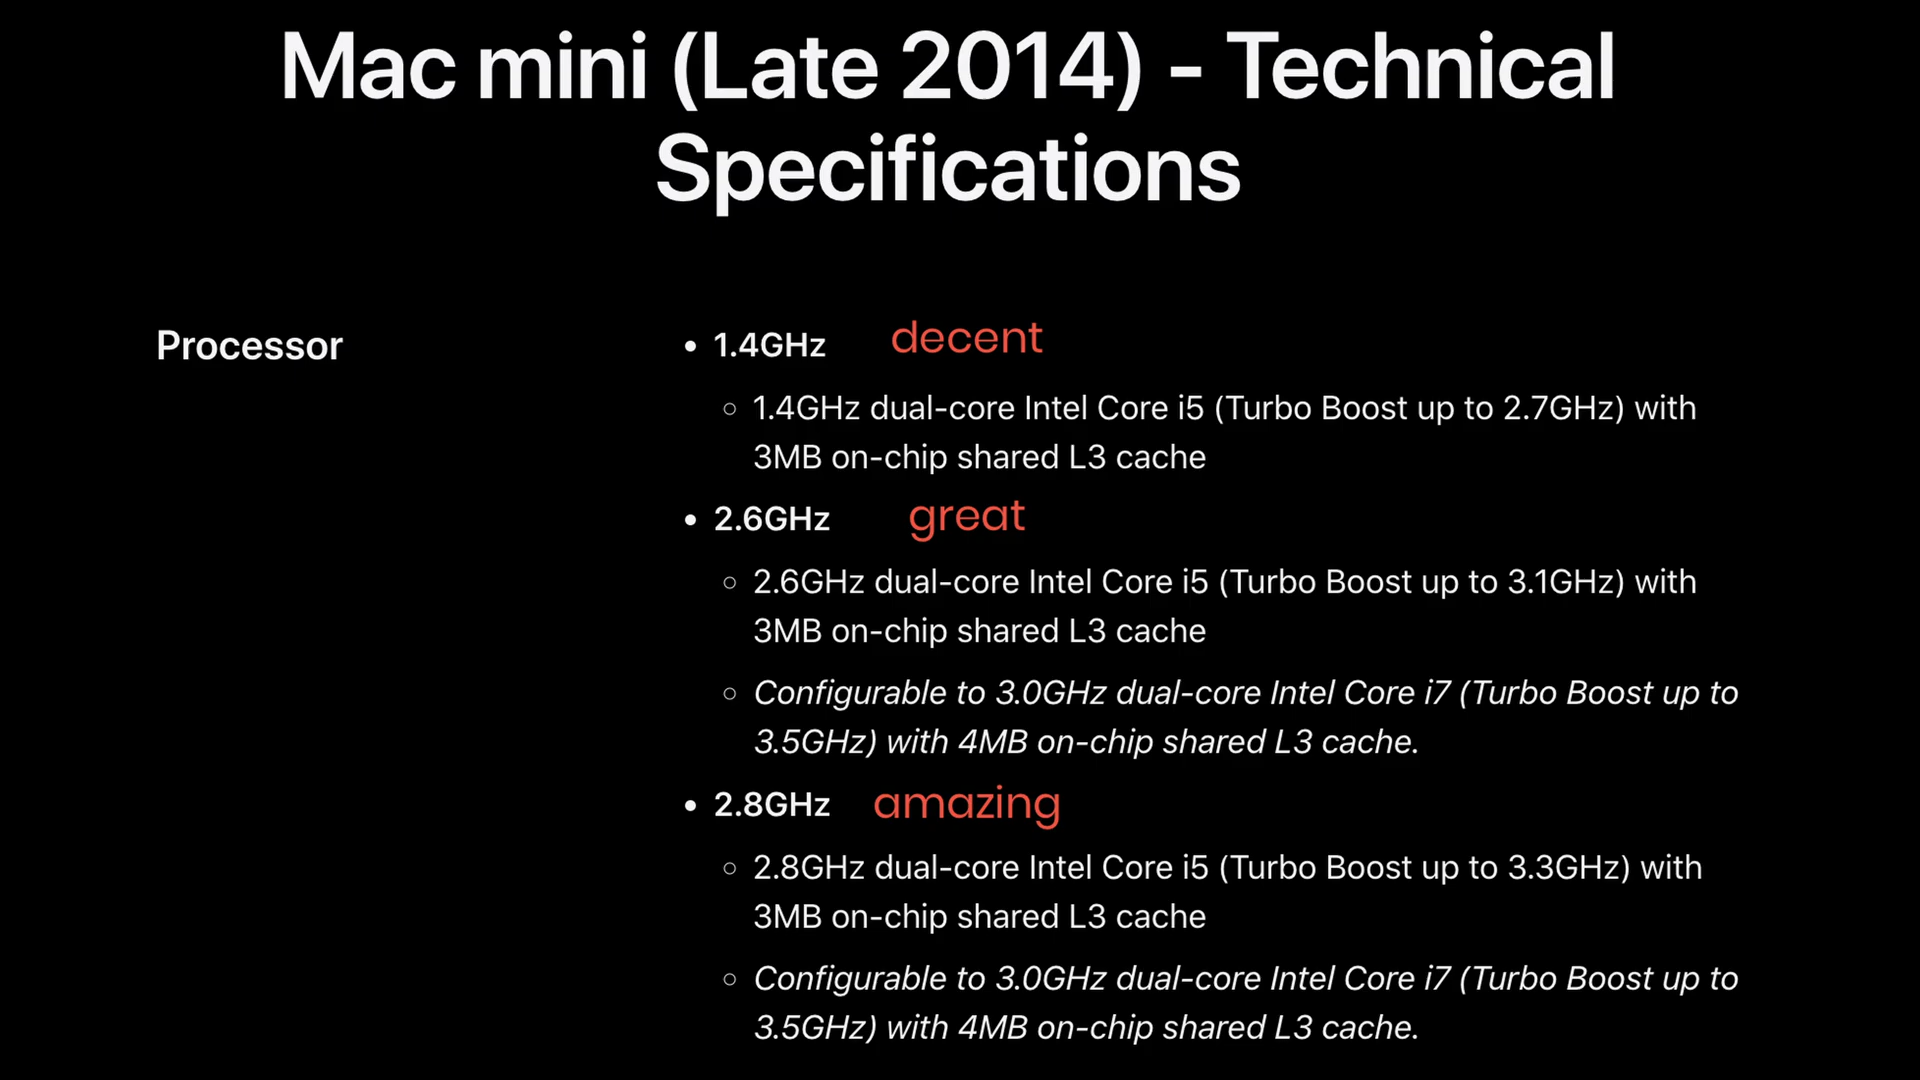 Mac mini (Late 2014) - Technical
Specifications
Processor
• 1.4GHz decent
◦ 1.4GHz dual-core Intel Core i5 (Turbo Boost up to 2.7GHz) with
3MB on-chip shared L3 cache
• 2.6GHz great
◦ 2.6GHz dual-core Intel Core i5 (Turbo Boost up to 3.1GHz) with
3MB on-chip shared L3 cache
◦ Configurable to 3.0GHz dual-core Intel Core i7 (Turbo Boost up to
3.5GHz) with 4MB on-chip shared L3 cache.
• 2.8GHz amazing
◦ 2.8GHz dual-core Intel Core i5 (Turbo Boost up to 3.3GHz) with
3MB on-chip shared L3 cache
◦ Configurable to 3.0GHz dual-core Intel Core i7 (Turbo Boost up to
3.5GHz) with 4MB on-chip shared L3 cache.